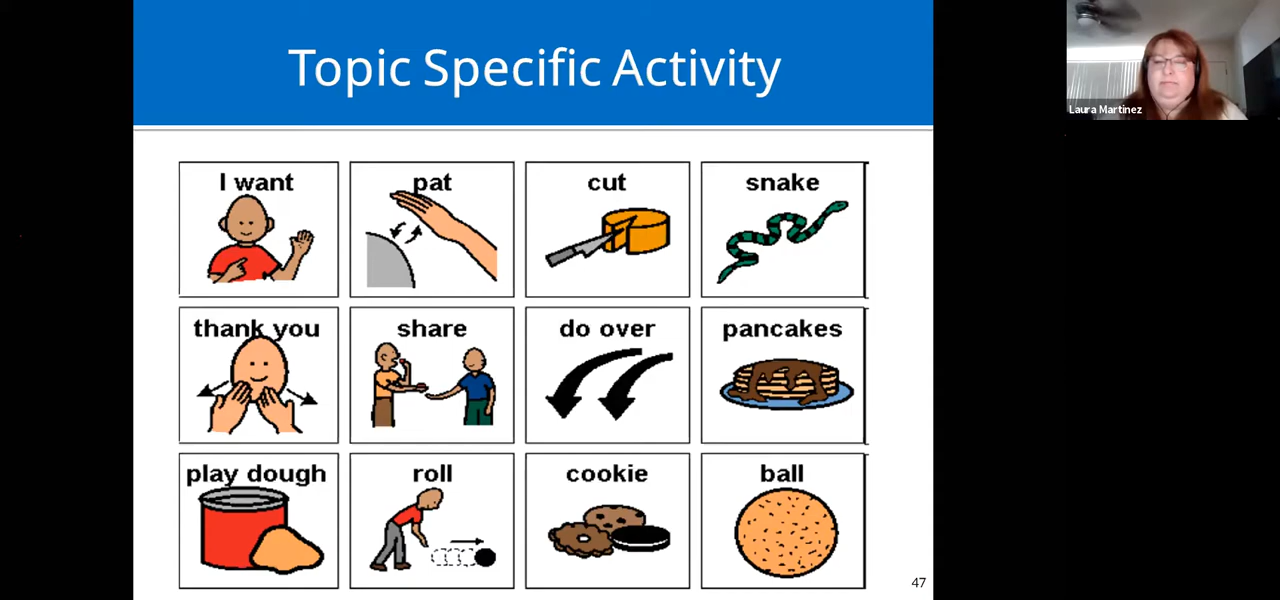 Topic Specific Activity
Laura Martinez
I want
pat
cut
snake
thank you
share
do over
pancakes
play dough
roll
cookie
ball
47